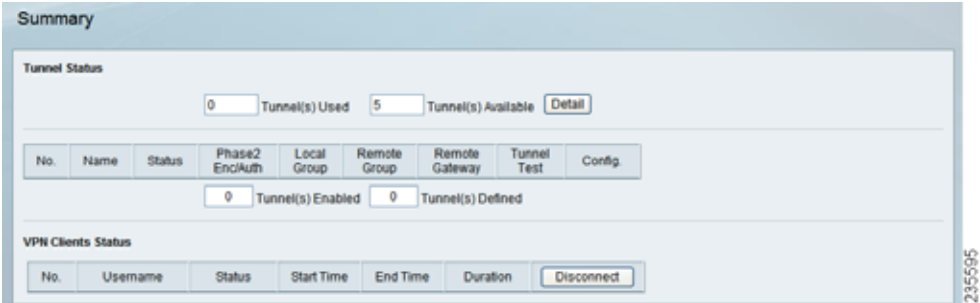 Summary
Tunnel Status
0 Tunnel(s) Used 5 Tunnel(s) Available Detail
No. Name Status Phase2 Enc/Auth Local Group Remote Group Remote Gateway Tunnel Test Config.
0 Tunnel(s) Enabled 0 Tunnel(s) Defined
VPN Clients Status
No. Username Status Start Time End Time Duration Disconnect
235595